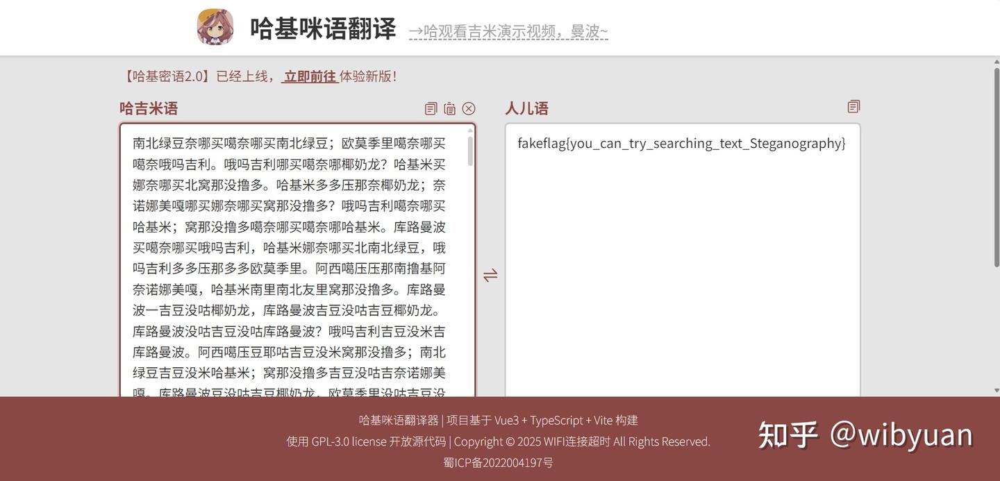 哈基咪语翻译 →哈观看吉米演示视频，曼波~
【哈基密语2.0】已经上线，立即前往 体验新版！
哈吉米语
人儿语
南北绿豆奈哪买噶奈哪买南北绿豆；欧莫季里噶奈哪买
噶奈哦吗吉利。哦吗吉利哪买噶奈哪椰奶龙？哈基米买
娜奈哪买北窝那没撸多。哈基米多多压那奈椰奶龙；奈
诺娜美嘎哪买娜奈哪买窝那没撸多？哦吗吉利噶奈哪买
哈基米；窝那没撸多噶奈哪买噶奈哪哈基米。库路曼波
买噶奈哪买哦吗吉利，哈基米娜奈哪买北南北绿豆，哦
吗吉利多多压那多多欧莫季里。阿西噶压压那南撸基阿
奈诺娜美嘎，哈基米南里南北友里窝那没撸多。库路曼
波一吉豆没咕椰奶龙，库路曼波吉豆没咕吉豆椰奶龙。
库路曼波没咕吉豆没咕库路曼波？哦吗吉利吉豆没米吉
库路曼波。阿西噶压豆耶咕吉豆没米窝那没撸多；南北
绿豆吉豆没米哈基米；窝那没撸多吉豆没咕吉奈诺娜美
嘎。库路曼波豆没咕吉豆椰奶龙，欧莫季里没咕吉豆没
fakeflag{you_can_try_searching_text_Steganography}
哈基咪语翻译器 | 项目基于 Vue3 + TypeScript + Vite 构建
使用 GPL-3.0 license 开放源代码 | Copyright © 2025 WIFI连接超时 All Rights Reserved.
蜀ICP备2022004197号
知乎 @wibyuan